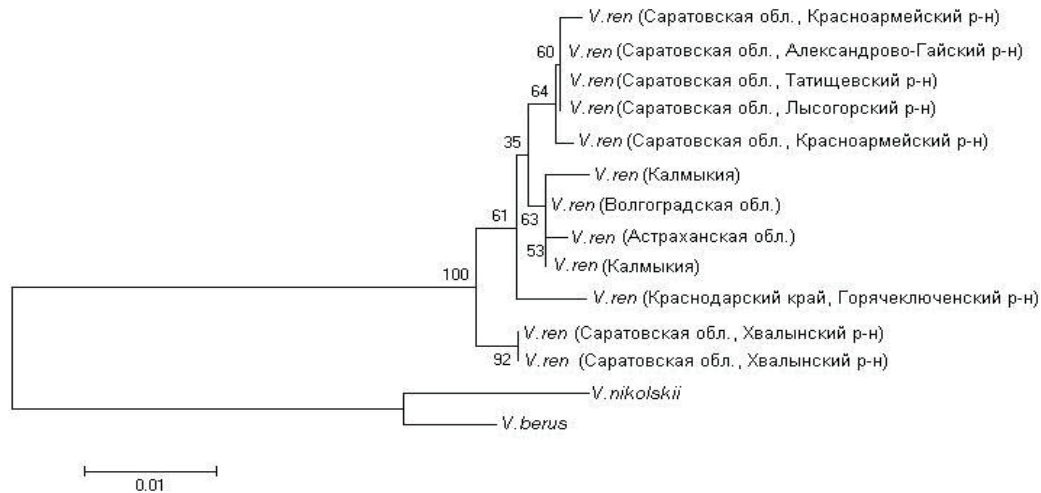 V.ren (Саратовская обл., Красноармейский р-н)
60
V.ren (Саратовская обл., Александрово-Гайский р-н)
V.ren (Саратовская обл., Татищевский р-н)
64
V.ren (Саратовская обл., Лысогорский р-н)
35
V.ren (Саратовская обл., Красноармейский р-н)
V.ren (Калмыкия)
61
63
V.ren (Волгоградская обл.)
V.ren (Астраханская обл.)
53
V.ren (Калмыкия)
100
V.ren (Краснодарский край, Горячеключенский р-н)
V.ren (Саратовская обл., Хвалынский р-н)
92
V.ren (Саратовская обл., Хвалынский р-н)
V.nikolskii
V.berus
0.01